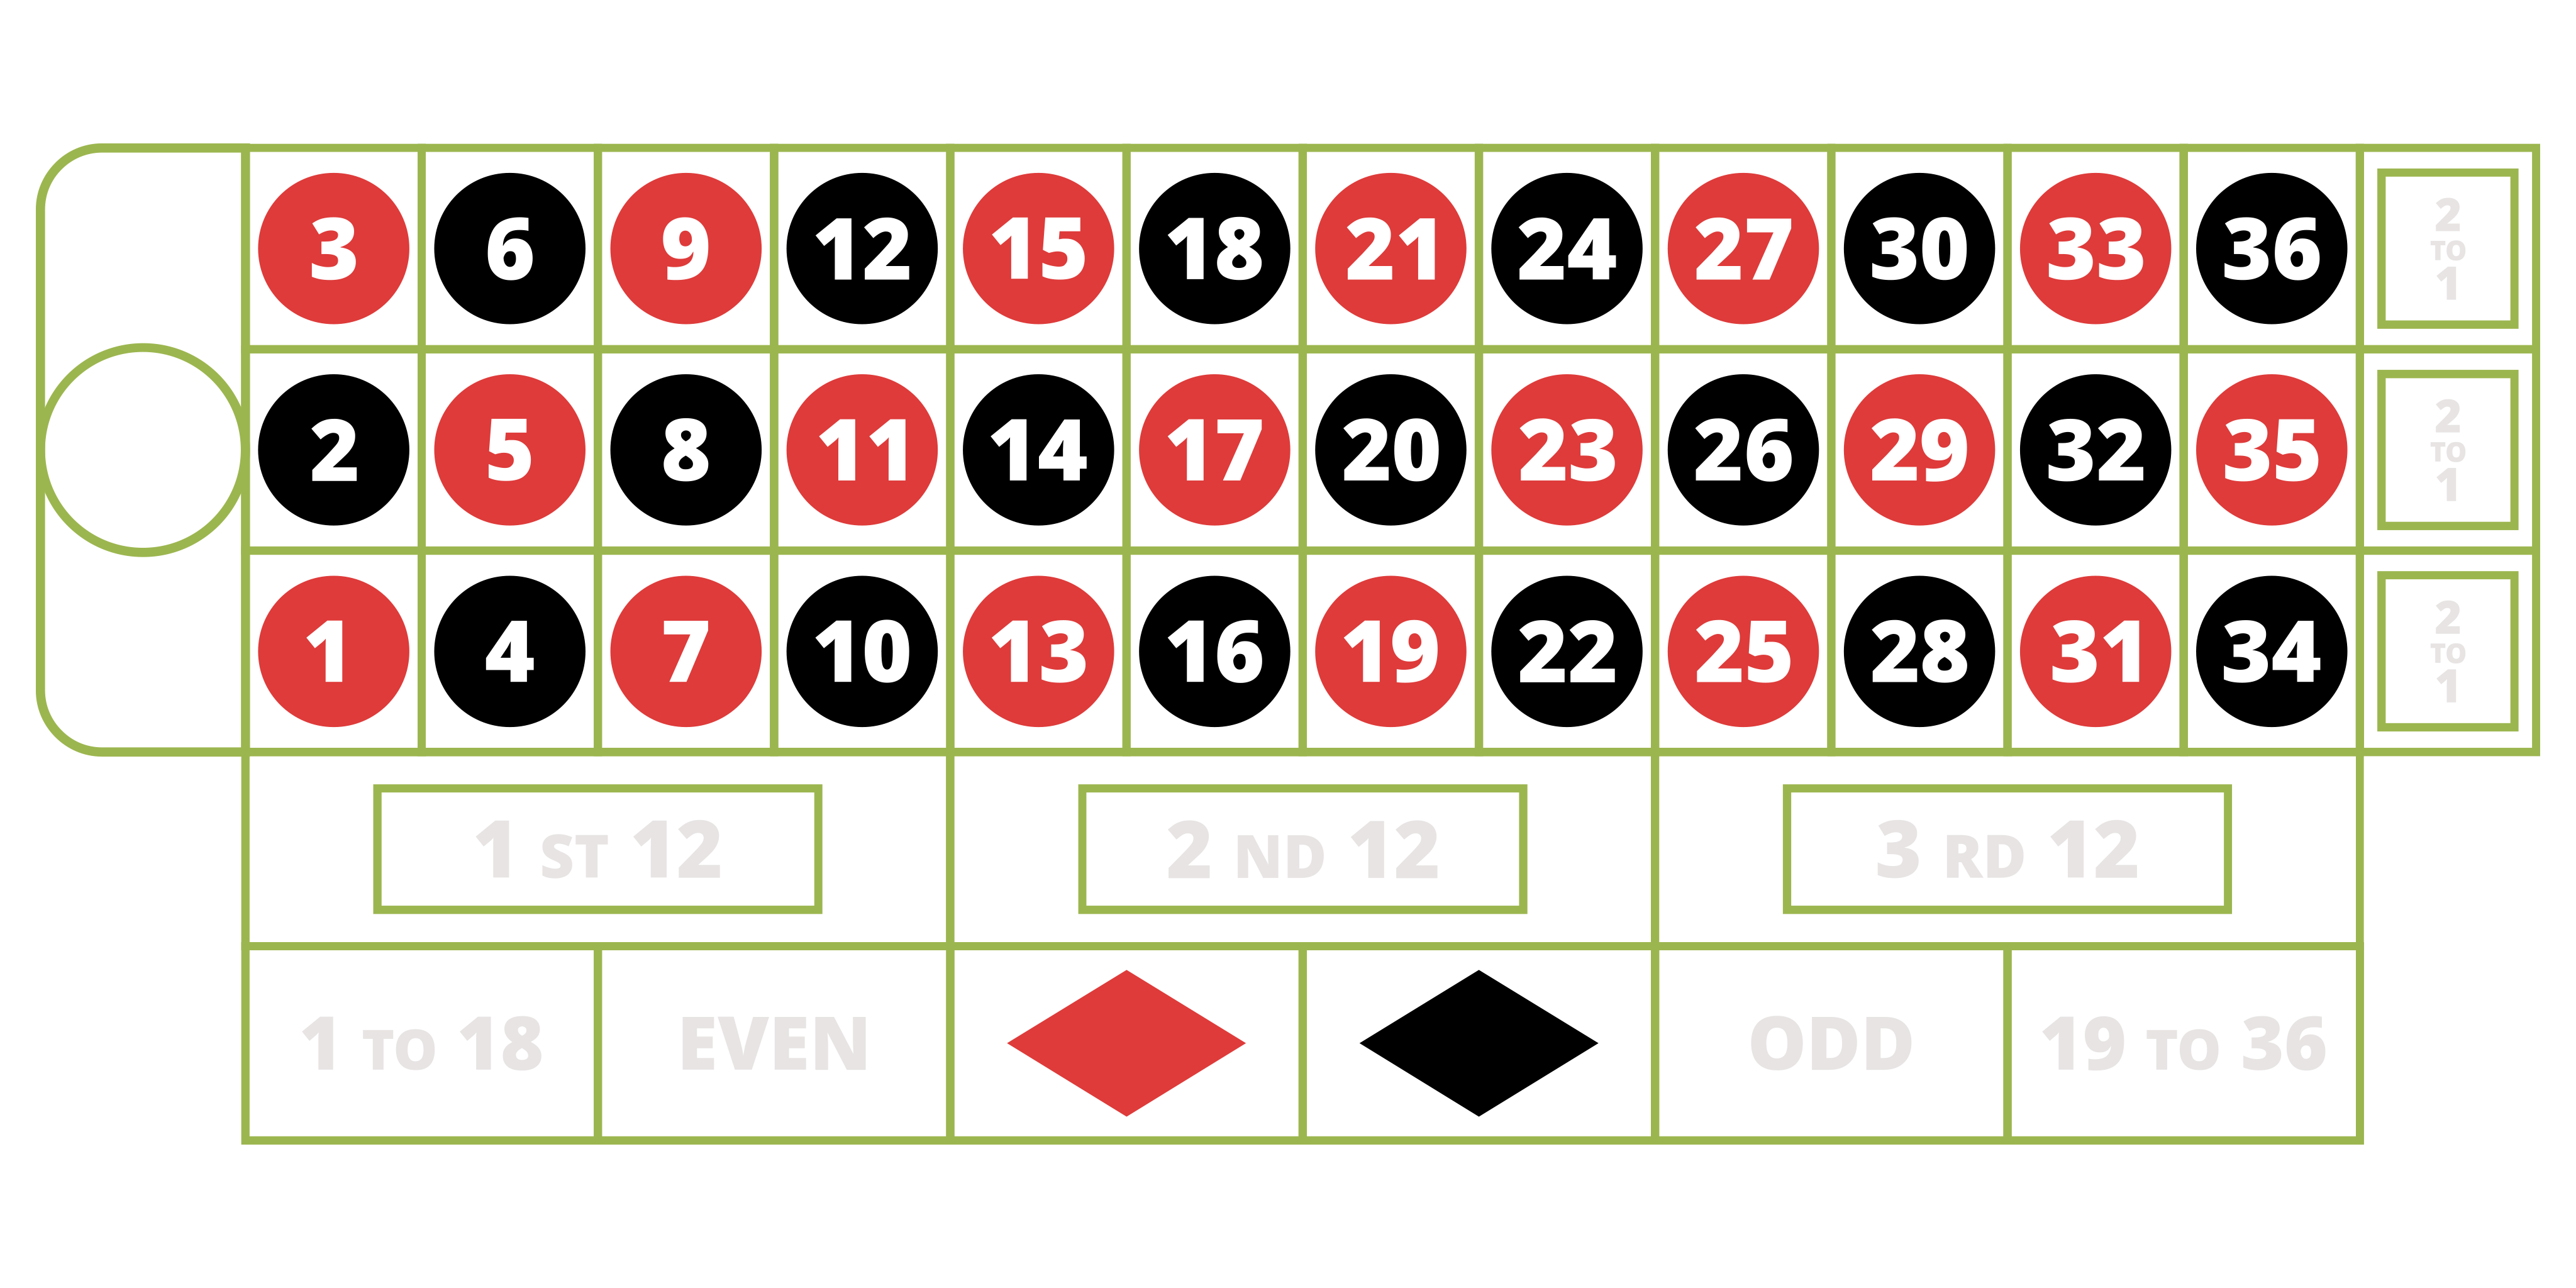 3 6 9 12 15 18 21 24 27 30 33 36 2 TO 1
2 5 8 11 14 17 20 23 26 29 32 35 2 TO 1
1 4 7 10 13 16 19 22 25 28 31 34 2 TO 1
1 ST 12 2 ND 12 3 RD 12
1 TO 18 EVEN ODD 19 TO 36